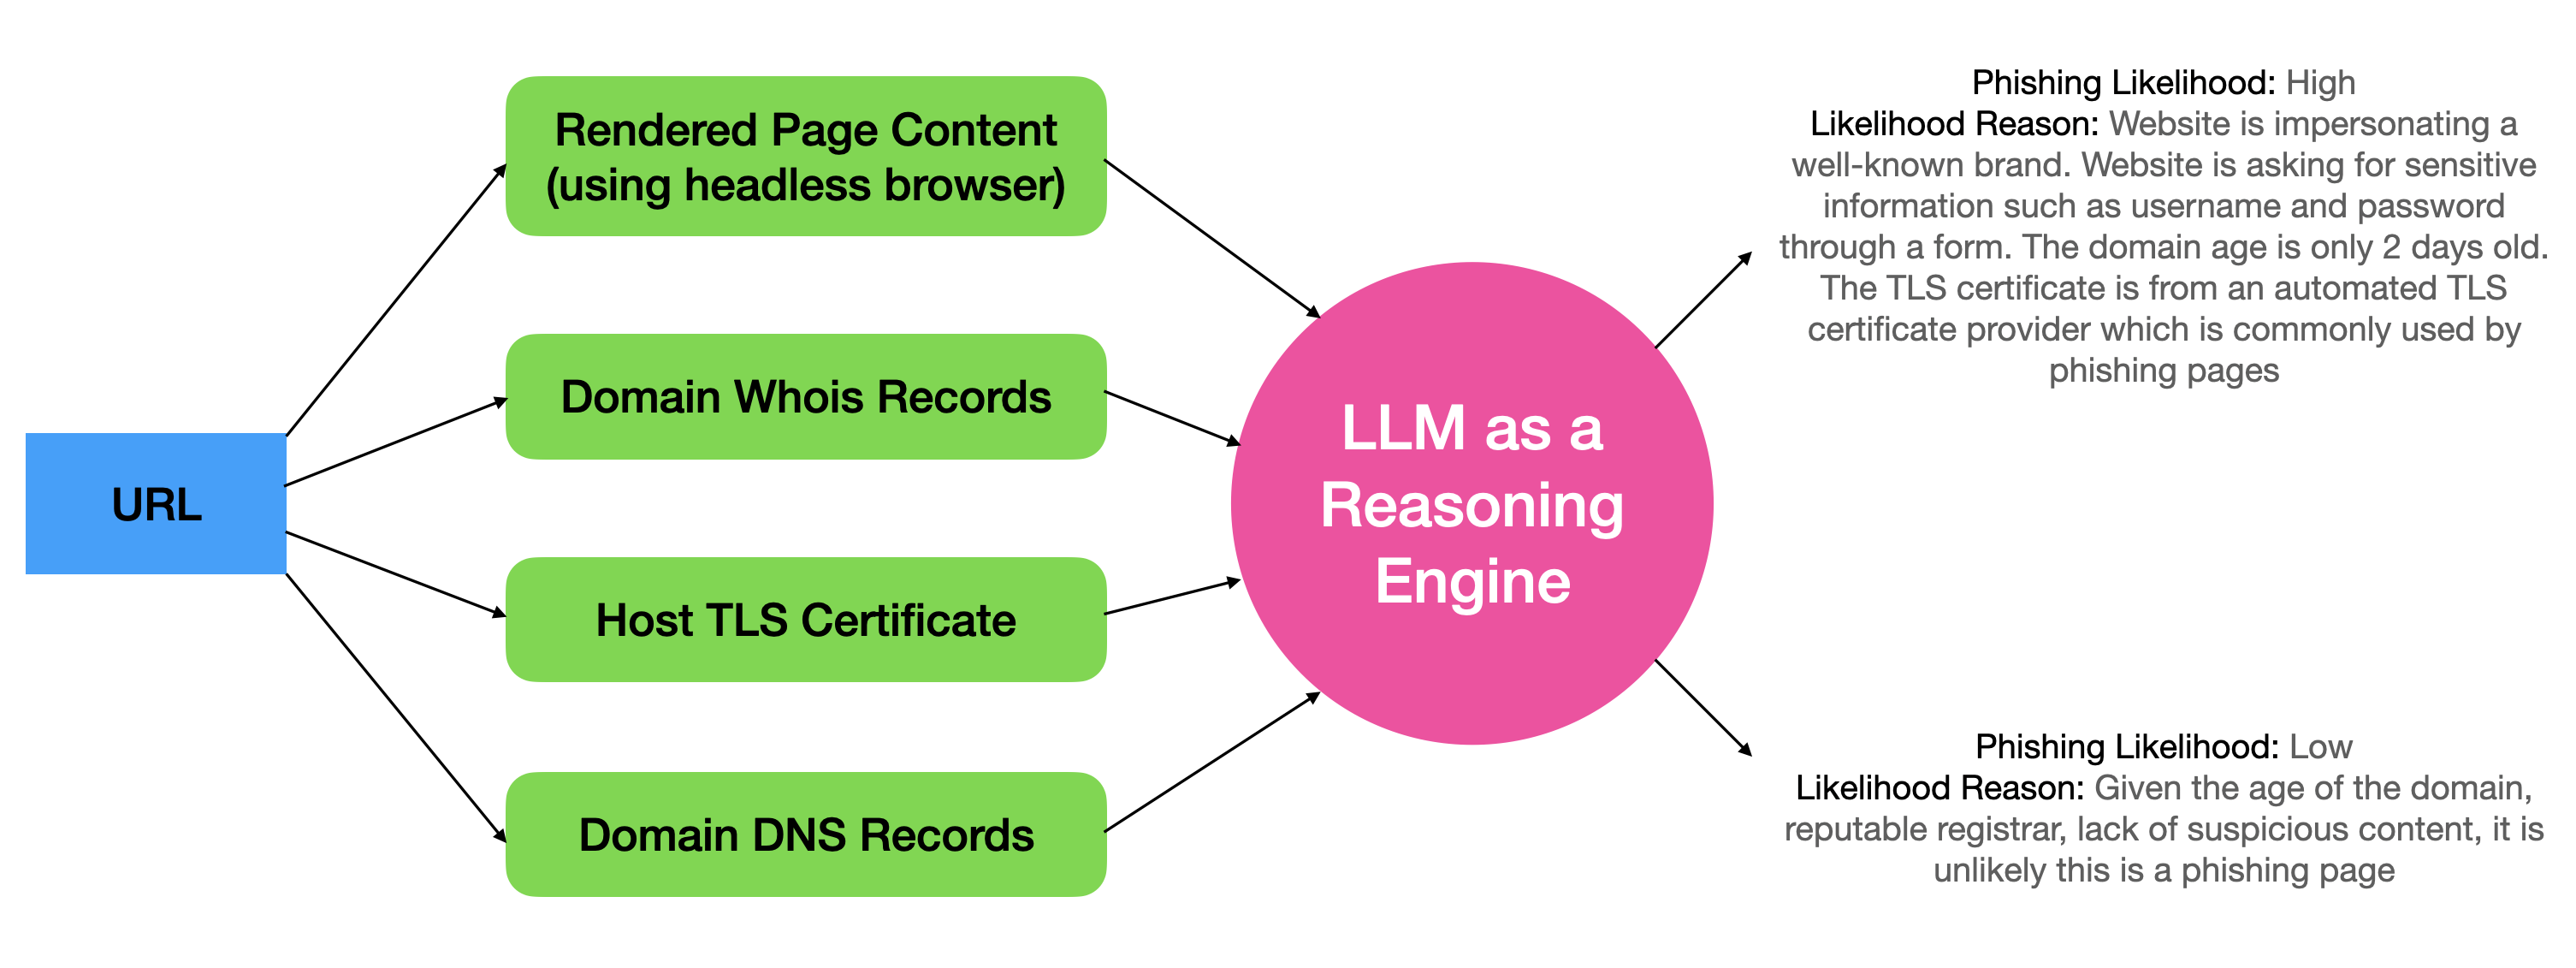 URL
Rendered Page Content
(using headless browser)
Domain Whois Records
Host TLS Certificate
Domain DNS Records
LLM as a
Reasoning
Engine
Phishing Likelihood: High
Likelihood Reason: Website is impersonating a
well-known brand. Website is asking for sensitive
information such as username and password
through a form. The domain age is only 2 days old.
The TLS certificate is from an automated TLS
certificate provider which is commonly used by
phishing pages
Phishing Likelihood: Low
Likelihood Reason: Given the age of the domain,
reputable registrar, lack of suspicious content, it is
unlikely this is a phishing page